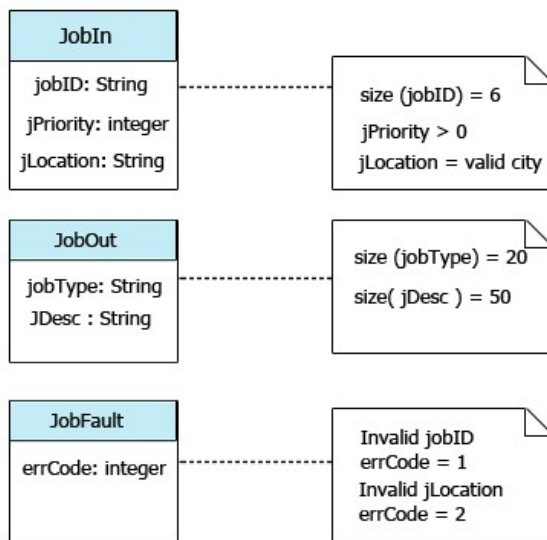 JobIn
jobID: String
jPriority: integer
jLocation: String
size (jobID) = 6
jPriority > 0
jLocation = valid city
JobOut
jobType: String
JDesc : String
size (jobType) = 20
size( jDesc ) = 50
JobFault
errCode: integer
Invalid jobID
errCode = 1
Invalid jLocation
errCode = 2